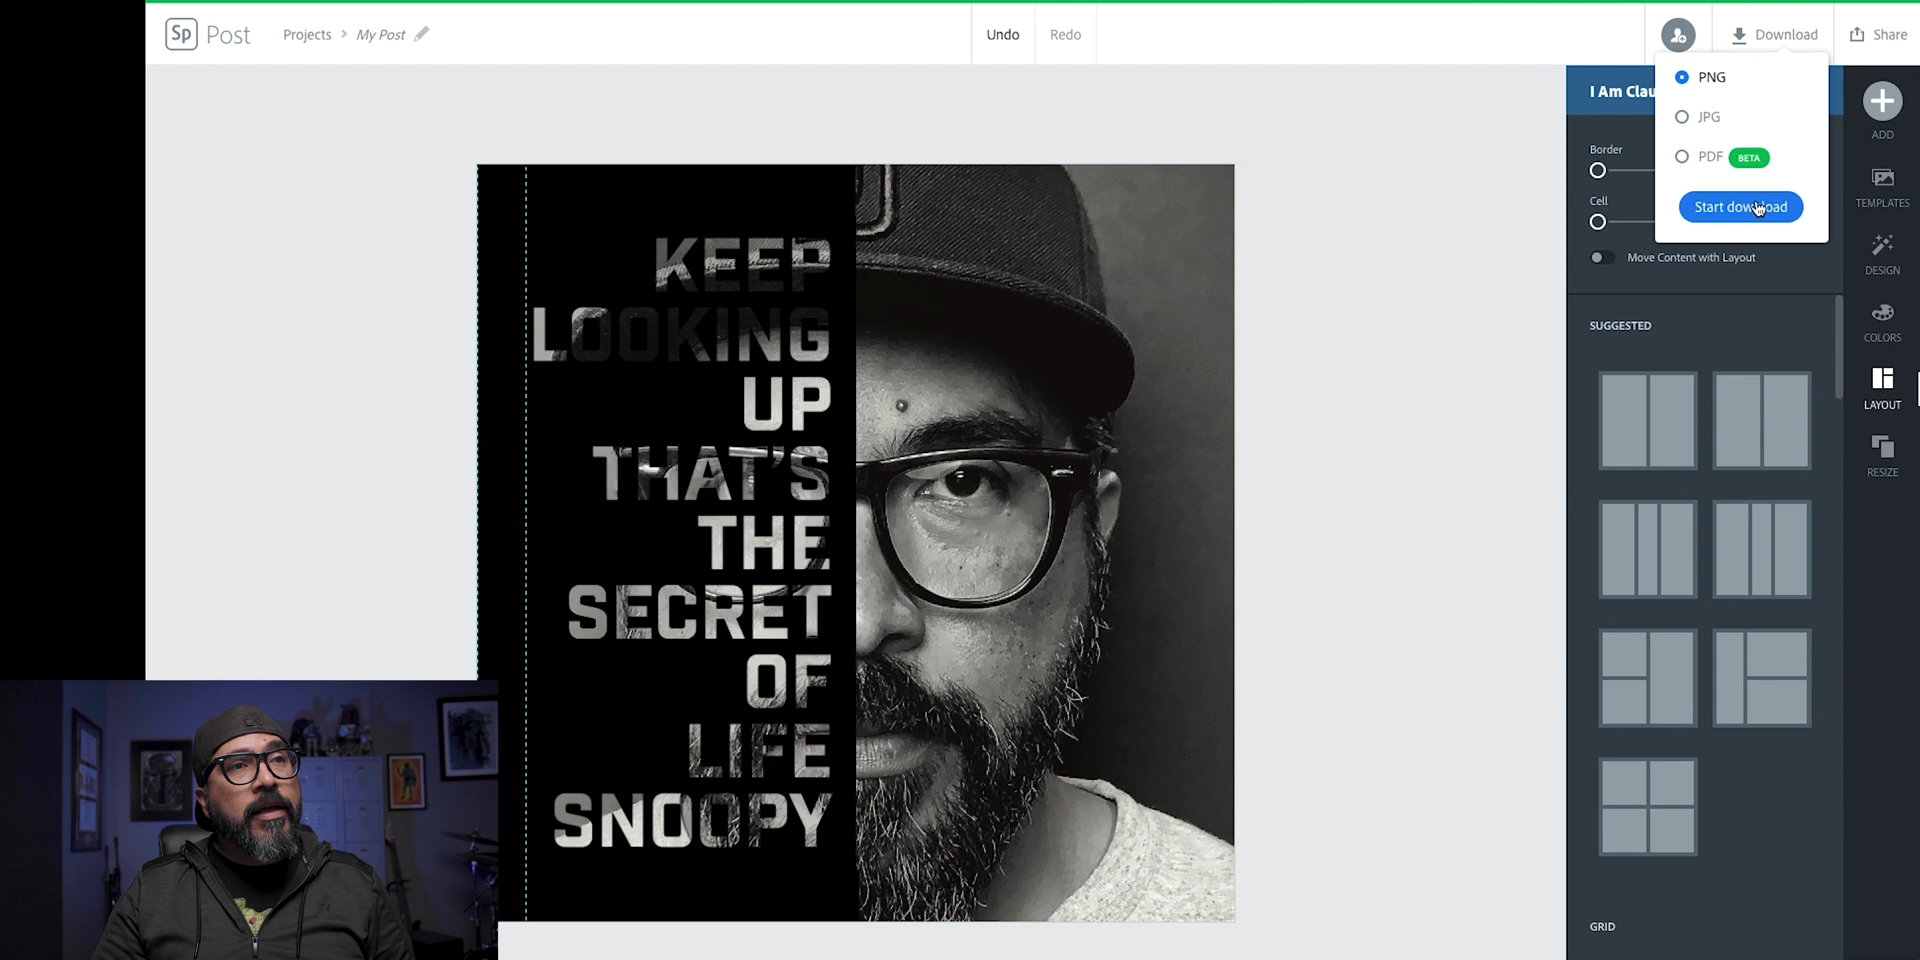 Sp Post
Projects > My Post
Undo
Redo
Download
Share
PNG
JPG
PDF BETA
Start download
I Am Clau
Border
Cell
Move Content with Layout
SUGGESTED
GRID
ADD
TEMPLATES
DESIGN
COLORS
LAYOUT
RESIZE
KEEP
LOOKING
UP
THAT'S
THE
SECRET
OF
LIFE
SNOOPY